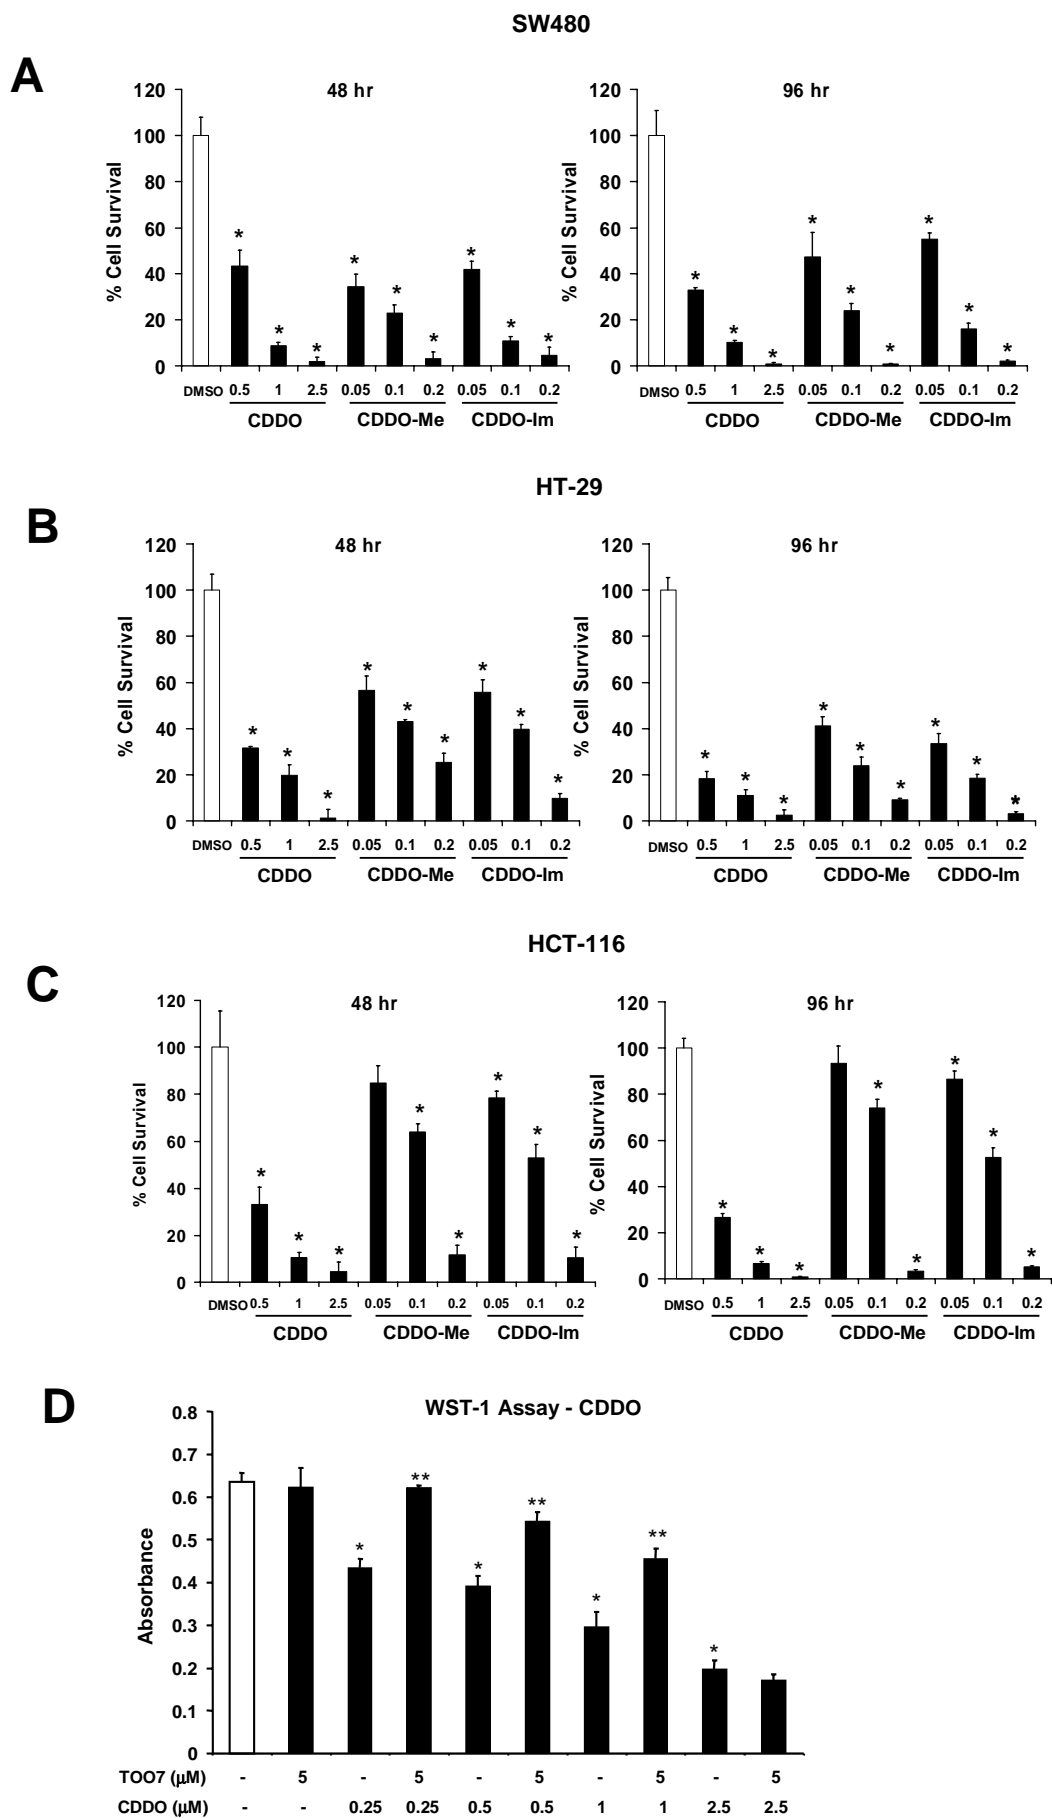 SW480
A
48 hr
96 hr
% Cell Survival
120
100
80
60
40
20
0
* * * * * * * * *
DMSO 0.5 1 2.5 0.05 0.1 0.2 0.05 0.1 0.2
CDDO CDDO-Me CDDO-Im
% Cell Survival
120
100
80
60
40
20
0
* * * * * * * * *
DMSO 0.5 1 2.5 0.05 0.1 0.2 0.05 0.1 0.2
CDDO CDDO-Me CDDO-Im
HT-29
B
48 hr
96 hr
% Cell Survival
120
100
80
60
40
20
0
* * * * * * * * *
DMSO 0.5 1 2.5 0.05 0.1 0.2 0.05 0.1 0.2
CDDO CDDO-Me CDDO-Im
% Cell Survival
120
100
80
60
40
20
0
* * * * * * * * *
DMSO 0.5 1 2.5 0.05 0.1 0.2 0.05 0.1 0.2
CDDO CDDO-Me CDDO-Im
HCT-116
C
48 hr
96 hr
% Cell Survival
120
100
80
60
40
20
0
* * * * * * * *
DMSO 0.5 1 2.5 0.05 0.1 0.2 0.05 0.1 0.2
CDDO CDDO-Me CDDO-Im
% Cell Survival
120
100
80
60
40
20
0
* * * * * * * *
DMSO 0.5 1 2.5 0.05 0.1 0.2 0.05 0.1 0.2
CDDO CDDO-Me CDDO-Im
D
WST-1 Assay - CDDO
Absorbance
0.8
0.7
0.6
0.5
0.4
0.3
0.2
0.1
0
* ** * ** * ** *
TOO7 (μM) - 5 - 5 - 5 - 5 - 5
CDDO (μM) - - 0.25 0.25 0.5 0.5 1 1 2.5 2.5